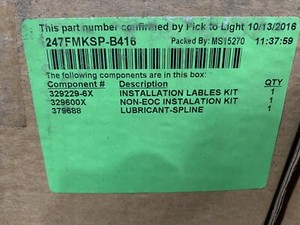 This part number confirmed by Pick to Light 10/13/2016
247FMKSP-B416 Packed By: MSI5270 11:37:59
The following components are in this box:
Component # Description QTY
329229-6X INSTALLATION LABLES KIT 1
329600X NON-EOC INSTALATION KIT 1
379688 LUBRICANT-SPLINE 1